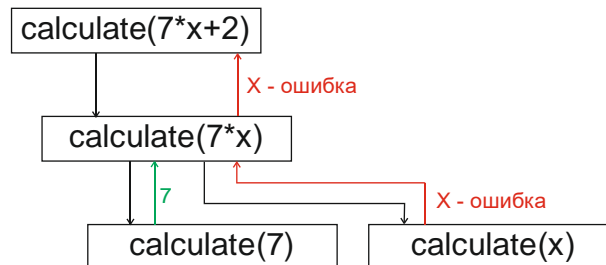 calculate(7*x+2)
X - ошибка
calculate(7*x)
7
X - ошибка
calculate(7)
calculate(x)